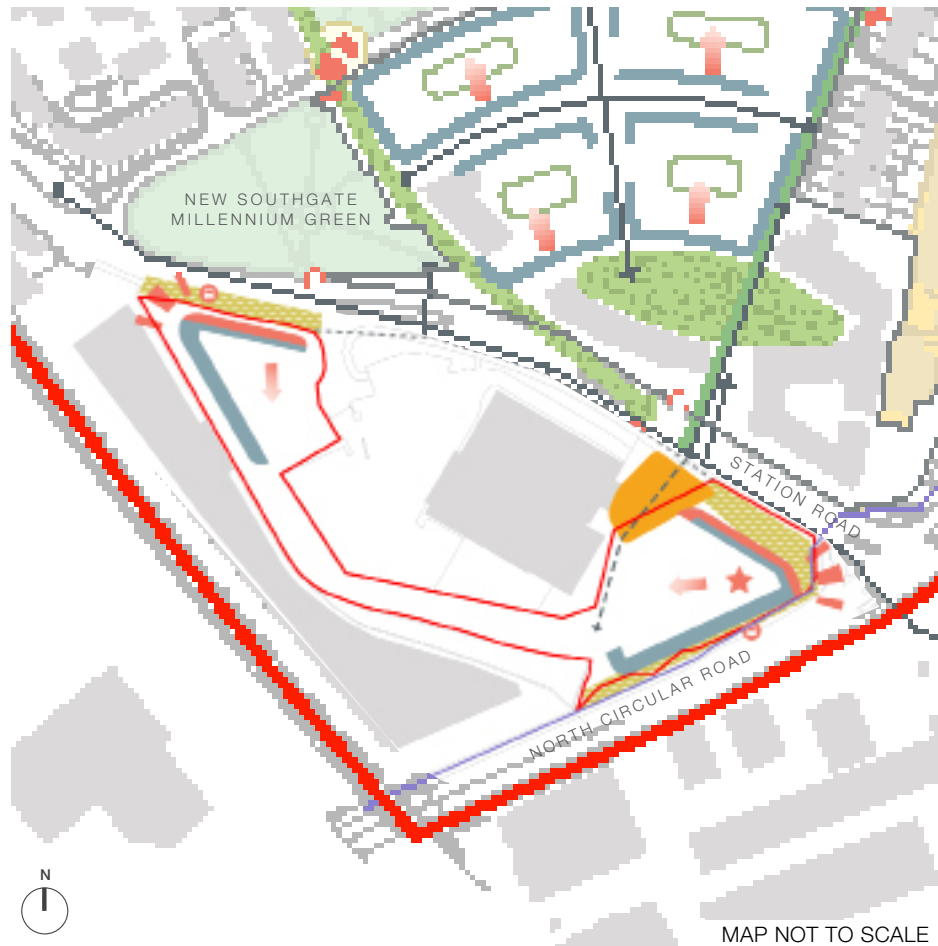 NEW SOUTHGATE
MILLENNIUM GREEN
STATION ROAD
NORTH CIRCULAR ROAD
N
MAP NOT TO SCALE